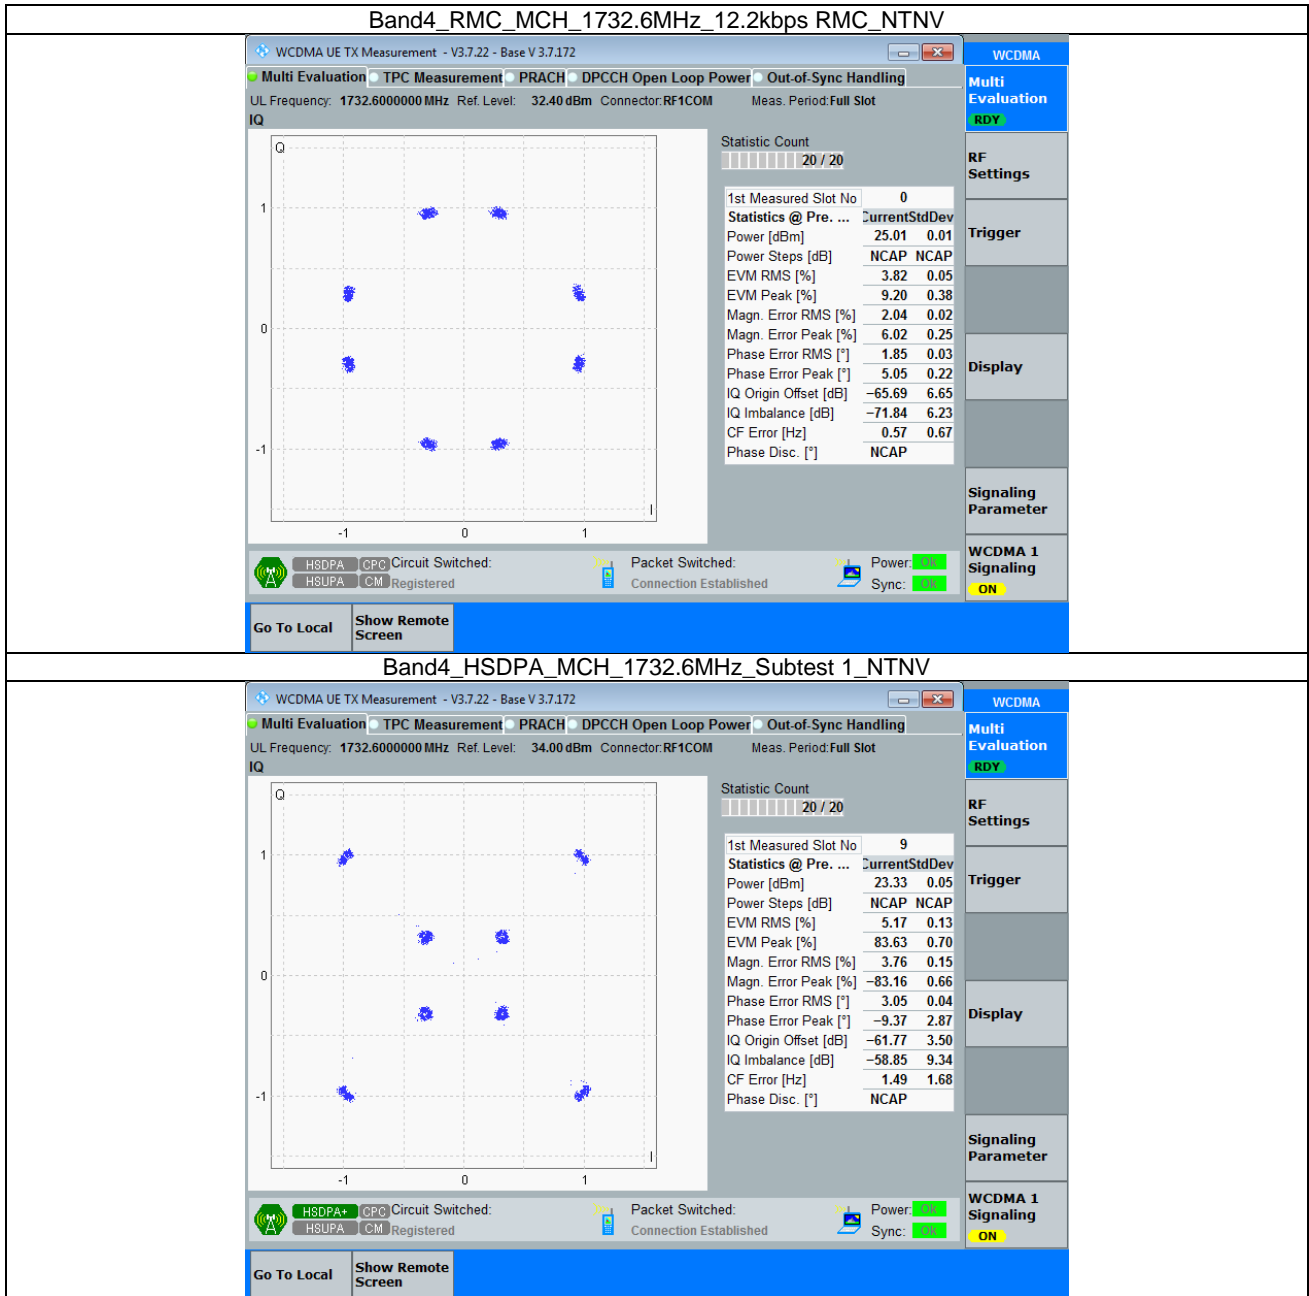 Band4_RMC_MCH_1732.6MHz_12.2kbps RMC_NTNV
WCDMA UE TX Measurement - V3.7.22 - Base V 3.7.172
WCDMA
Multi Evaluation TPC Measurement PRACH DPCCH Open Loop Power Out-of-Sync Handling
UL Frequency: 1732.6000000 MHz Ref. Level: 32.40 dBm Connector:RF1COM Meas. Period:Full Slot
IQ
Q
1
0
-1
-1 0 1
I
Statistic Count
20 / 20
1st Measured Slot No 0
Statistics @ Pre. ... Current StdDev
Power [dBm] 25.01 0.01
Power Steps [dB] NCAP NCAP
EVM RMS [%] 3.82 0.05
EVM Peak [%] 9.20 0.38
Magn. Error RMS [%] 2.04 0.02
Magn. Error Peak [%] 6.02 0.25
Phase Error RMS [°] 1.85 0.03
Phase Error Peak [°] 5.05 0.22
IQ Origin Offset [dB] −65.69 6.65
IQ Imbalance [dB] −71.84 6.23
CF Error [Hz] 0.57 0.67
Phase Disc. [°] NCAP
Multi
Evaluation
RDY
RF
Settings
Trigger
Display
Signaling
Parameter
WCDMA 1
Signaling
ON
HSDPA CPC Circuit Switched: Packet Switched: Power: Ok
HSUPA CM Registered Connection Established Sync: Ok
Go To Local Show Remote
Screen
Band4_HSDPA_MCH_1732.6MHz_Subtest 1_NTNV
WCDMA UE TX Measurement - V3.7.22 - Base V 3.7.172
WCDMA
Multi Evaluation TPC Measurement PRACH DPCCH Open Loop Power Out-of-Sync Handling
UL Frequency: 1732.6000000 MHz Ref. Level: 34.00 dBm Connector:RF1COM Meas. Period:Full Slot
IQ
Q
1
0
-1
-1 0 1
I
Statistic Count
20 / 20
1st Measured Slot No 9
Statistics @ Pre. ... Current StdDev
Power [dBm] 23.33 0.05
Power Steps [dB] NCAP NCAP
EVM RMS [%] 5.17 0.13
EVM Peak [%] 83.63 0.70
Magn. Error RMS [%] 3.76 0.15
Magn. Error Peak [%] −83.16 0.66
Phase Error RMS [°] 3.05 0.04
Phase Error Peak [°] −9.37 2.87
IQ Origin Offset [dB] −61.77 3.50
IQ Imbalance [dB] −58.85 9.34
CF Error [Hz] 1.49 1.68
Phase Disc. [°] NCAP
Multi
Evaluation
RDY
RF
Settings
Trigger
Display
Signaling
Parameter
WCDMA 1
Signaling
ON
HSDPA+ CPC Circuit Switched: Packet Switched: Power: Ok
HSUPA CM Registered Connection Established Sync: Ok
Go To Local Show Remote
Screen